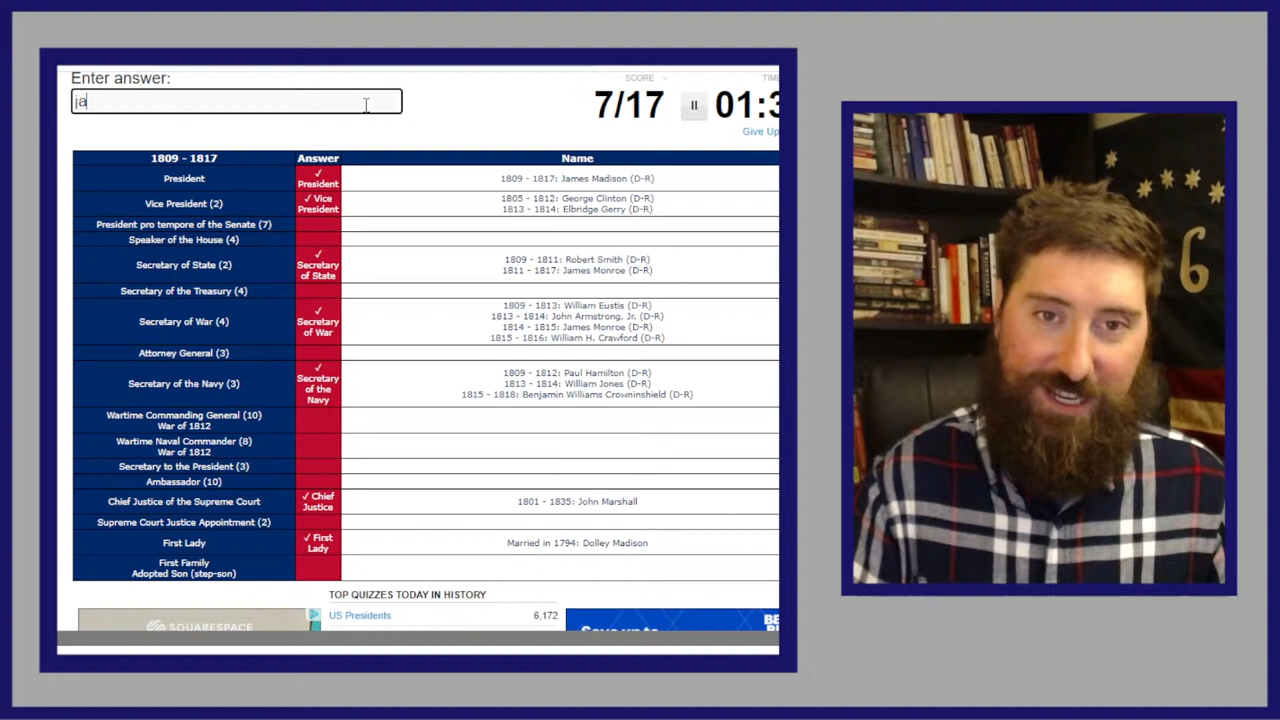 Enter answer:
ja
SCORE
TIM
7/17
01:3
Give Up
1809 - 1817
Answer
Name
President
✓
President
1809 - 1817: James Madison (D-R)
Vice President (2)
✓ Vice
President
1805 - 1812: George Clinton (D-R)
1813 - 1814: Elbridge Gerry (D-R)
President pro tempore of the Senate (7)
Speaker of the House (4)
Secretary of State (2)
✓
Secretary
of State
1809 - 1811: Robert Smith (D-R)
1811 - 1817: James Monroe (D-R)
Secretary of the Treasury (4)
Secretary of War (4)
✓
Secretary
of War
1809 - 1813: William Eustis (D-R)
1813 - 1814: John Armstrong, Jr. (D-R)
1814 - 1815: James Monroe (D-R)
1815 - 1816: William H. Crawford (D-R)
Attorney General (3)
Secretary of the Navy (3)
✓
Secretary
of the
Navy
1809 - 1812: Paul Hamilton (D-R)
1813 - 1814: William Jones (D-R)
1815 - 1818: Benjamin Williams Crowninshield (D-R)
Wartime Commanding General (10)
War of 1812
Wartime Naval Commander (8)
War of 1812
Secretary to the President (3)
Ambassador (10)
Chief Justice of the Supreme Court
✓ Chief
Justice
1801 - 1835: John Marshall
Supreme Court Justice Appointment (2)
First Lady
✓ First
Lady
Married in 1794: Dolley Madison
First Family
Adopted Son (step-son)
TOP QUIZZES TODAY IN HISTORY
US Presidents
6,172
SQUARESPACE
6